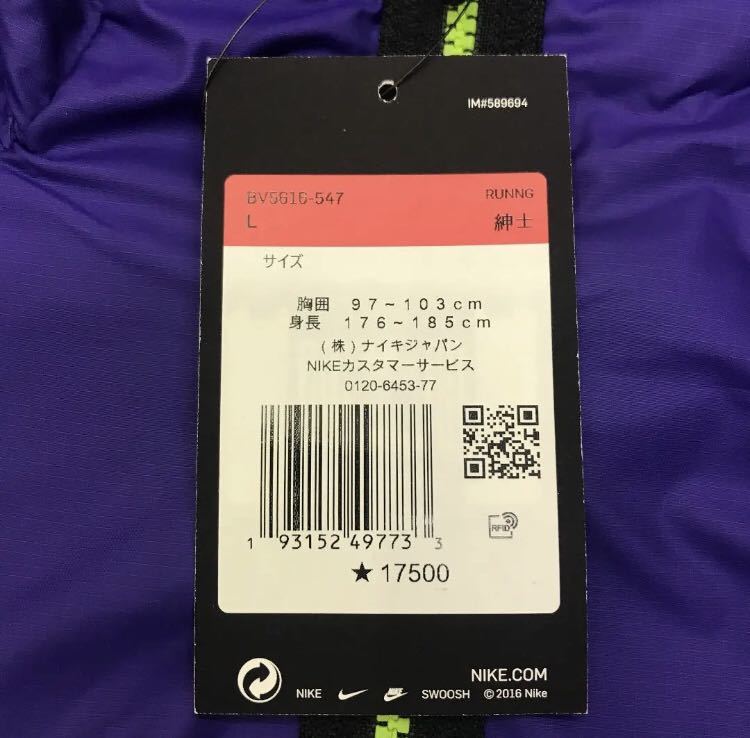 IM#589694
BV5616-547 RUNNG
L 紳士
サイズ
胸囲 97~103cm
身長 176~185cm
(株)ナイキジャパン
NIKEカスタマーサービス
0120-6453-77
RFID
1 93152 49773 3
★17500
NIKE.COM
NIKE SWOOSH ©2016 Nike